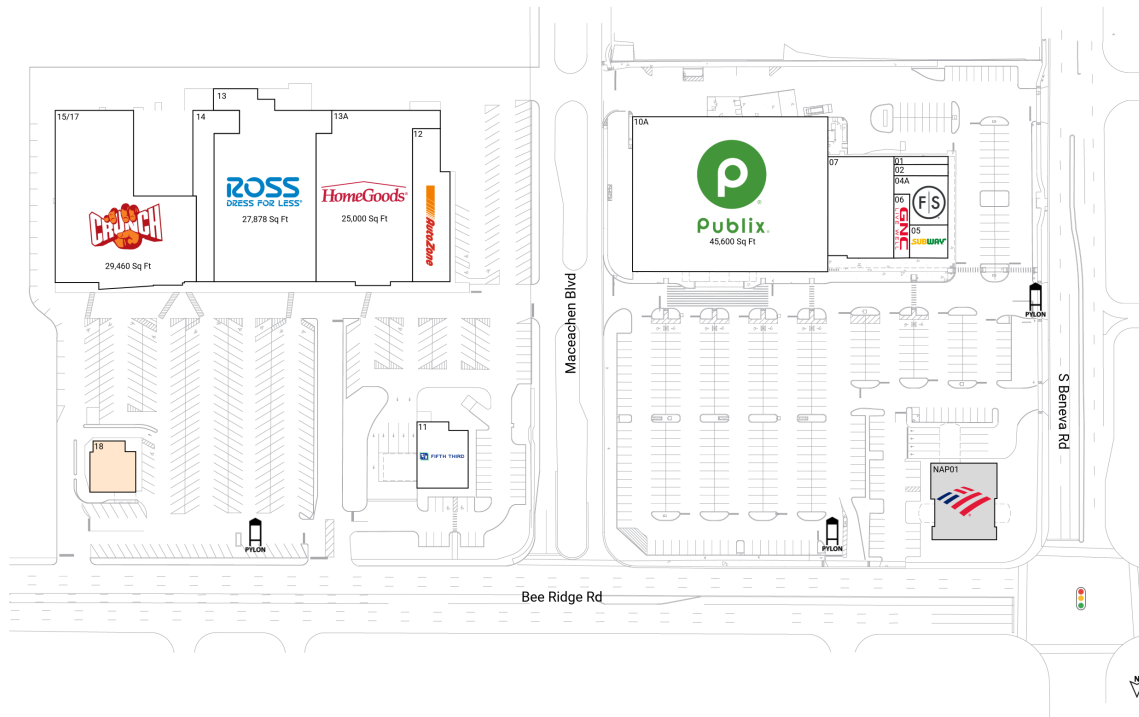 13
15/17
14
13A
12
ROSS
DRESS FOR LESS®
27,878 Sq Ft
HomeGoods®
25,000 Sq Ft
AutoZone
CRUNCH
29,460 Sq Ft
10A
Publix®
45,600 Sq Ft
07
01
02
04A
F|S
06
GNC
LIVE WELL
05
SUBWAY
PYLON
Maceachen Blvd
S Beneva Rd
18
11
FIFTH THIRD
NAP01
PYLON
PYLON
Bee Ridge Rd
N